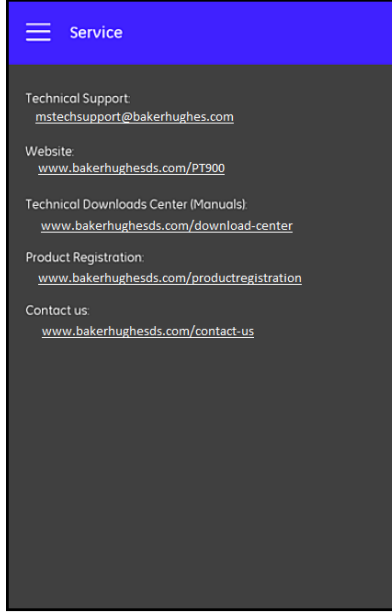 Service
Technical Support:
mstechsupport@bakerhughes.com
Website:
www.bakerhughesds.com/PT900
Technical Downloads Center (Manuals):
www.bakerhughesds.com/download-center
Product Registration:
www.bakerhughesds.com/productregistration
Contact us:
www.bakerhughesds.com/contact-us